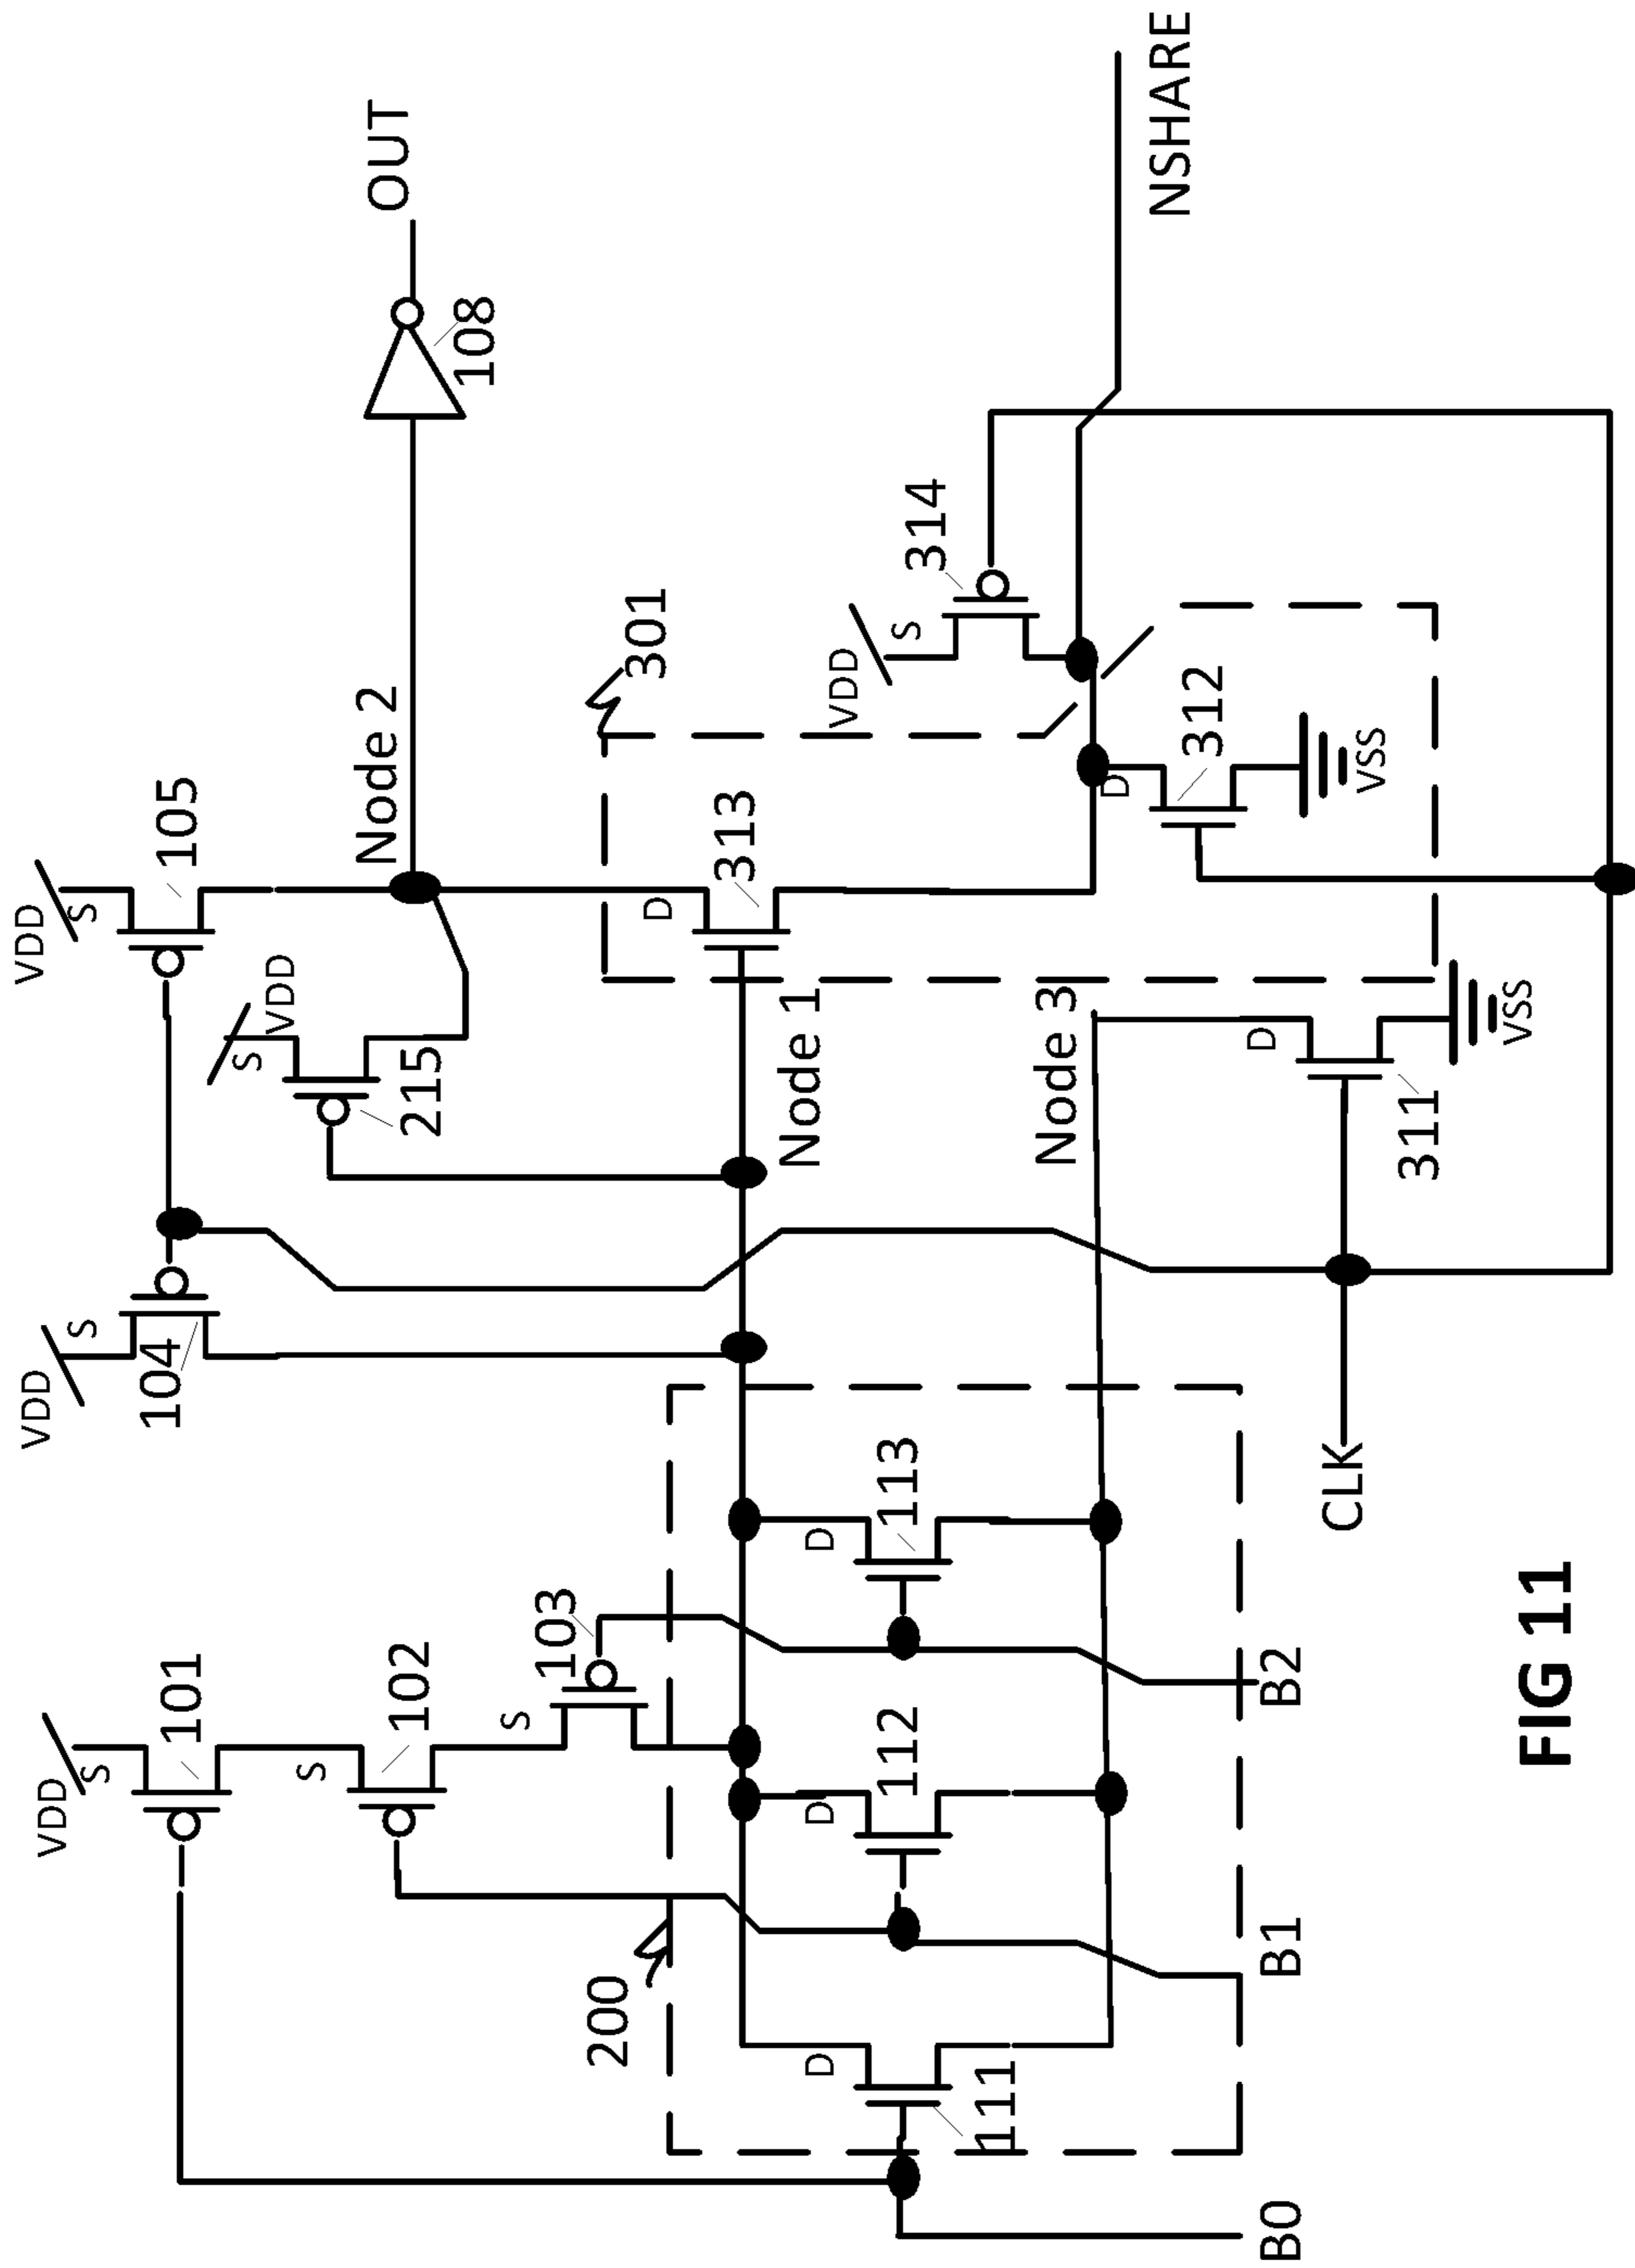 VDD
S
101
S
102
S
103
VDD
S
104
VDD
S
105
VDD
S
215
Node 2
OUT
108
200
D
111
D
112
D
113
Node 1
D
313
301
VDD
S
314
Node 3
D
311
VSS
D
312
VSS
NSHARE
B0
B1
B2
CLK
FIG 11